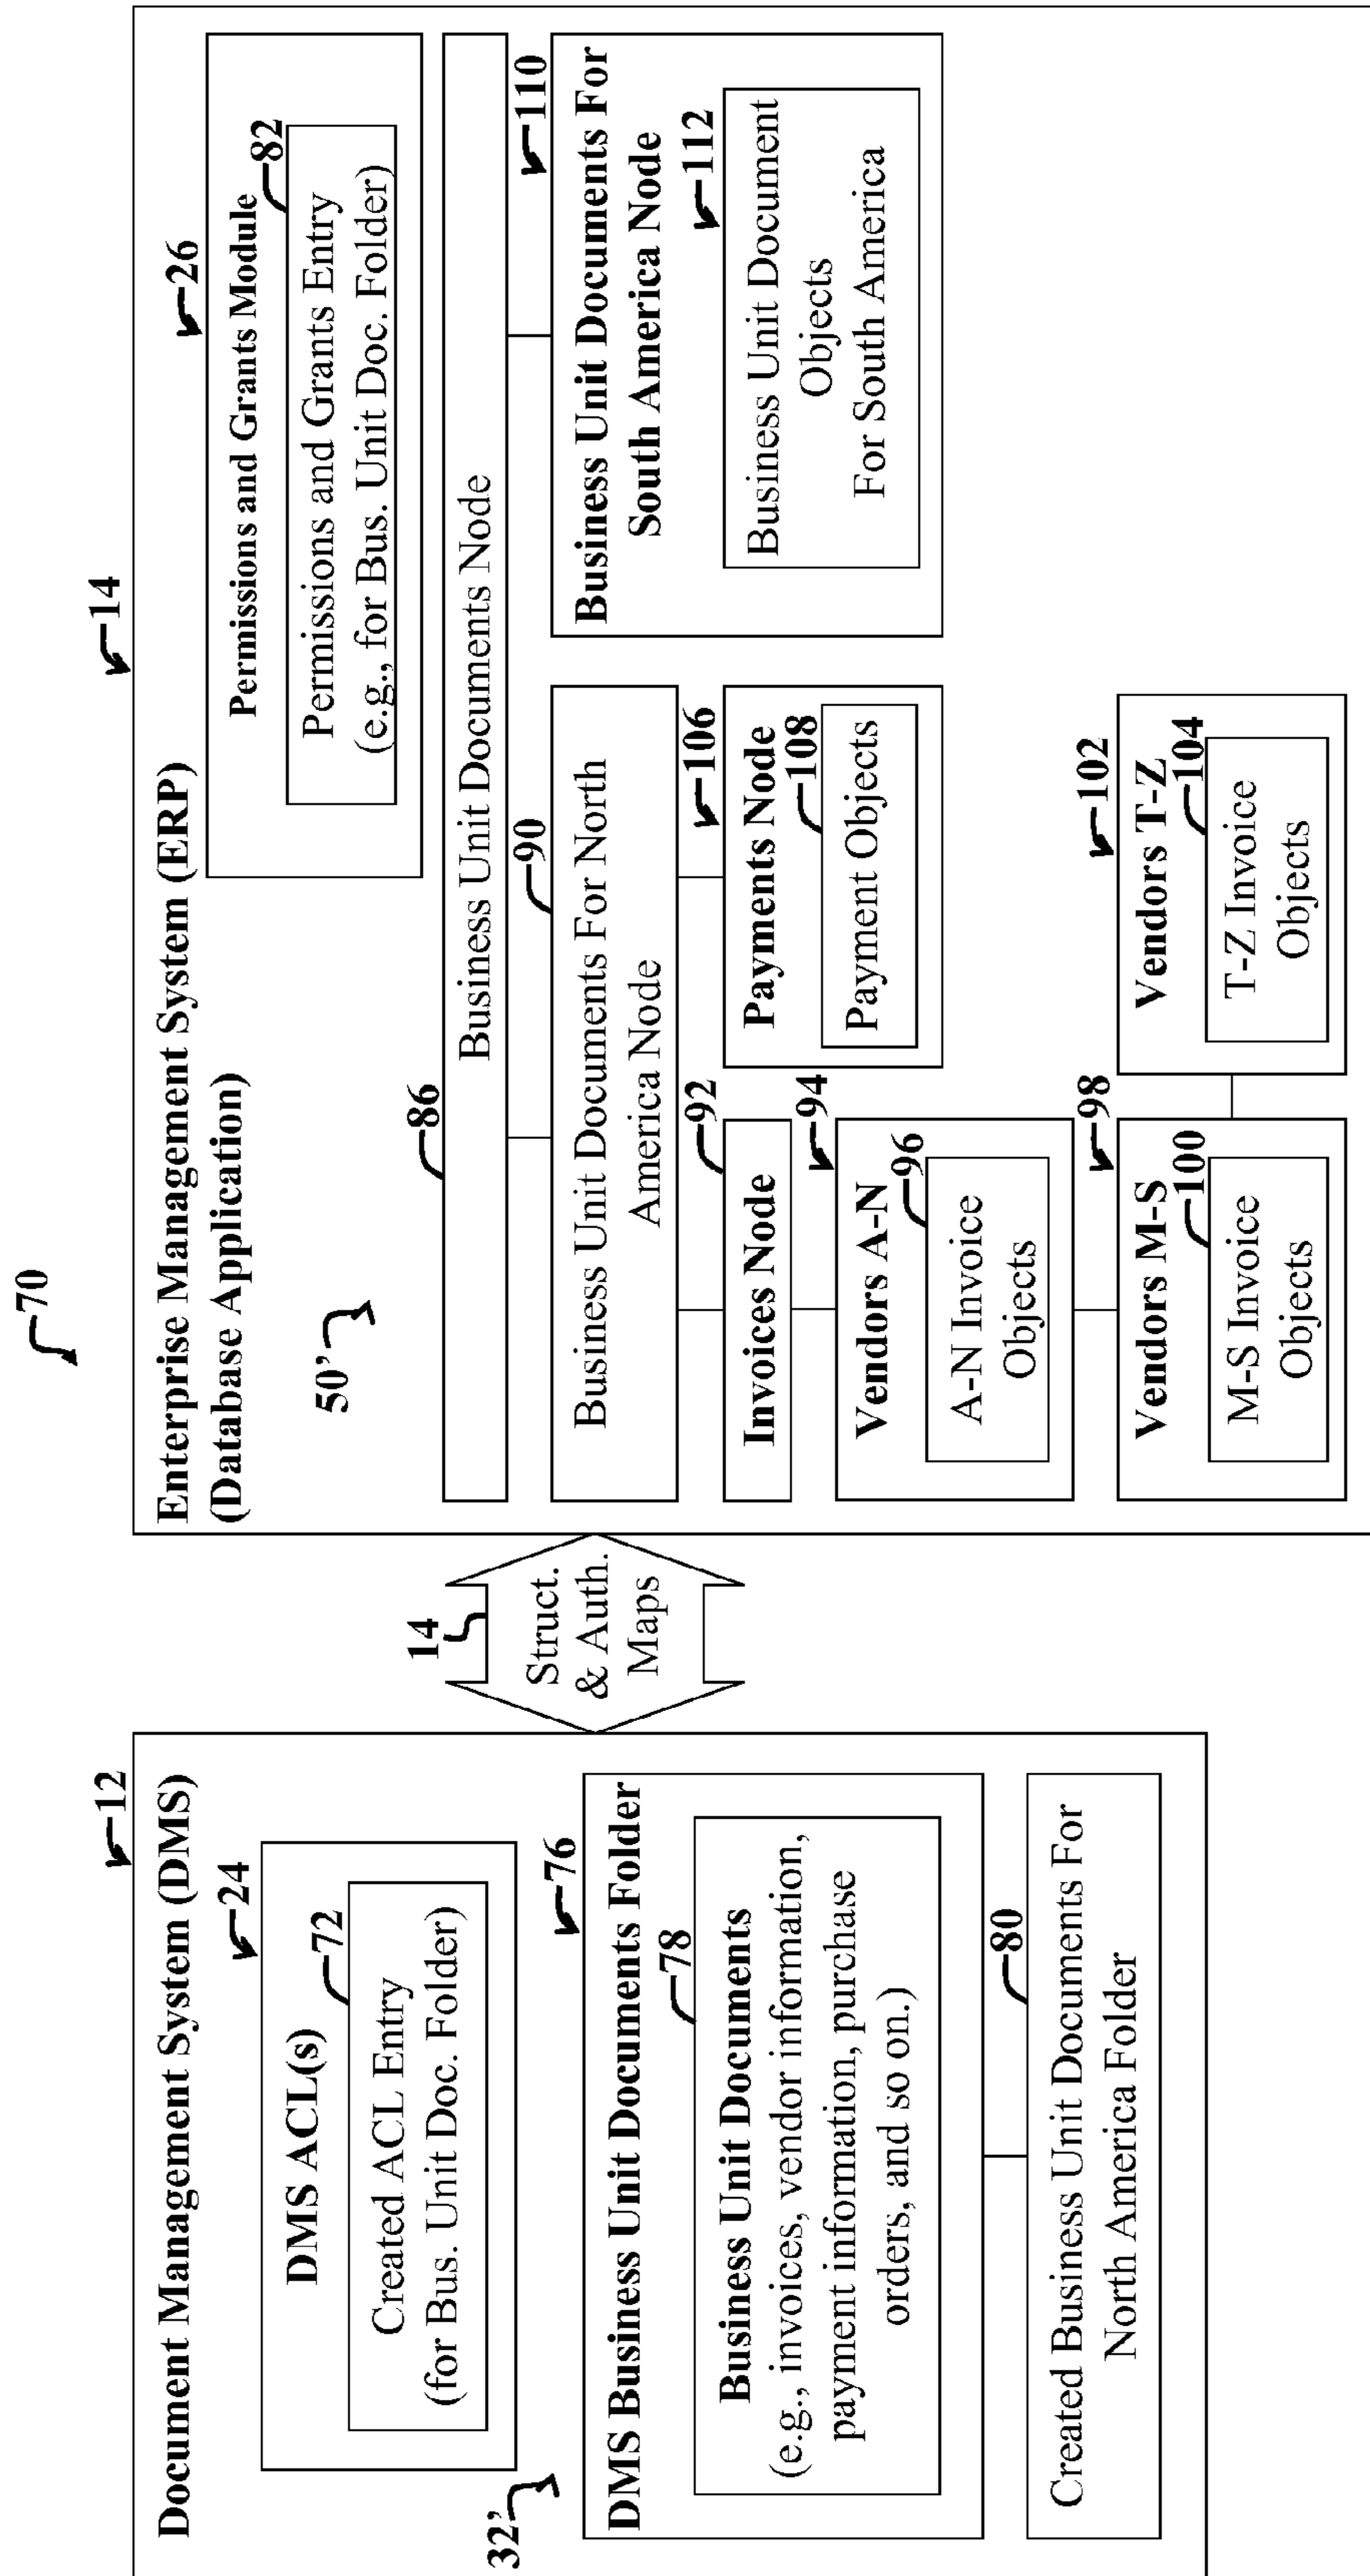 70
12
Document Management System (DMS)
24
DMS ACL(s)
72
Created ACL Entry
(for Bus. Unit Doc. Folder)
32’
76
DMS Business Unit Documents Folder
78
Business Unit Documents
(e.g., invoices, vendor information,
payment information, purchase
orders, and so on.)
80
Created Business Unit Documents For
North America Folder
14
Struct.
& Auth.
Maps
14
Enterprise Management System (ERP)
(Database Application)
26
Permissions and Grants Module
82
Permissions and Grants Entry
(e.g., for Bus. Unit Doc. Folder)
50’
86
Business Unit Documents Node
90
Business Unit Documents For North
America Node
92
Invoices Node
94
Vendors A-N
96
A-N Invoice
Objects
98
Vendors M-S
100
M-S Invoice
Objects
102
Vendors T-Z
104
T-Z Invoice
Objects
106
Payments Node
108
Payment Objects
110
Business Unit Documents For
South America Node
112
Business Unit Document
Objects
For South America